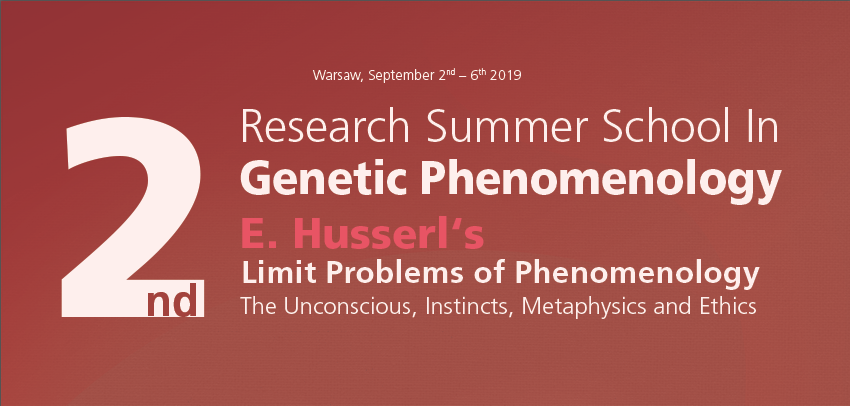 Warsaw, September 2nd – 6th 2019
2nd
Research Summer School In
Genetic Phenomenology
E. Husserl‘s
Limit Problems of Phenomenology
The Unconscious, Instincts, Metaphysics and Ethics